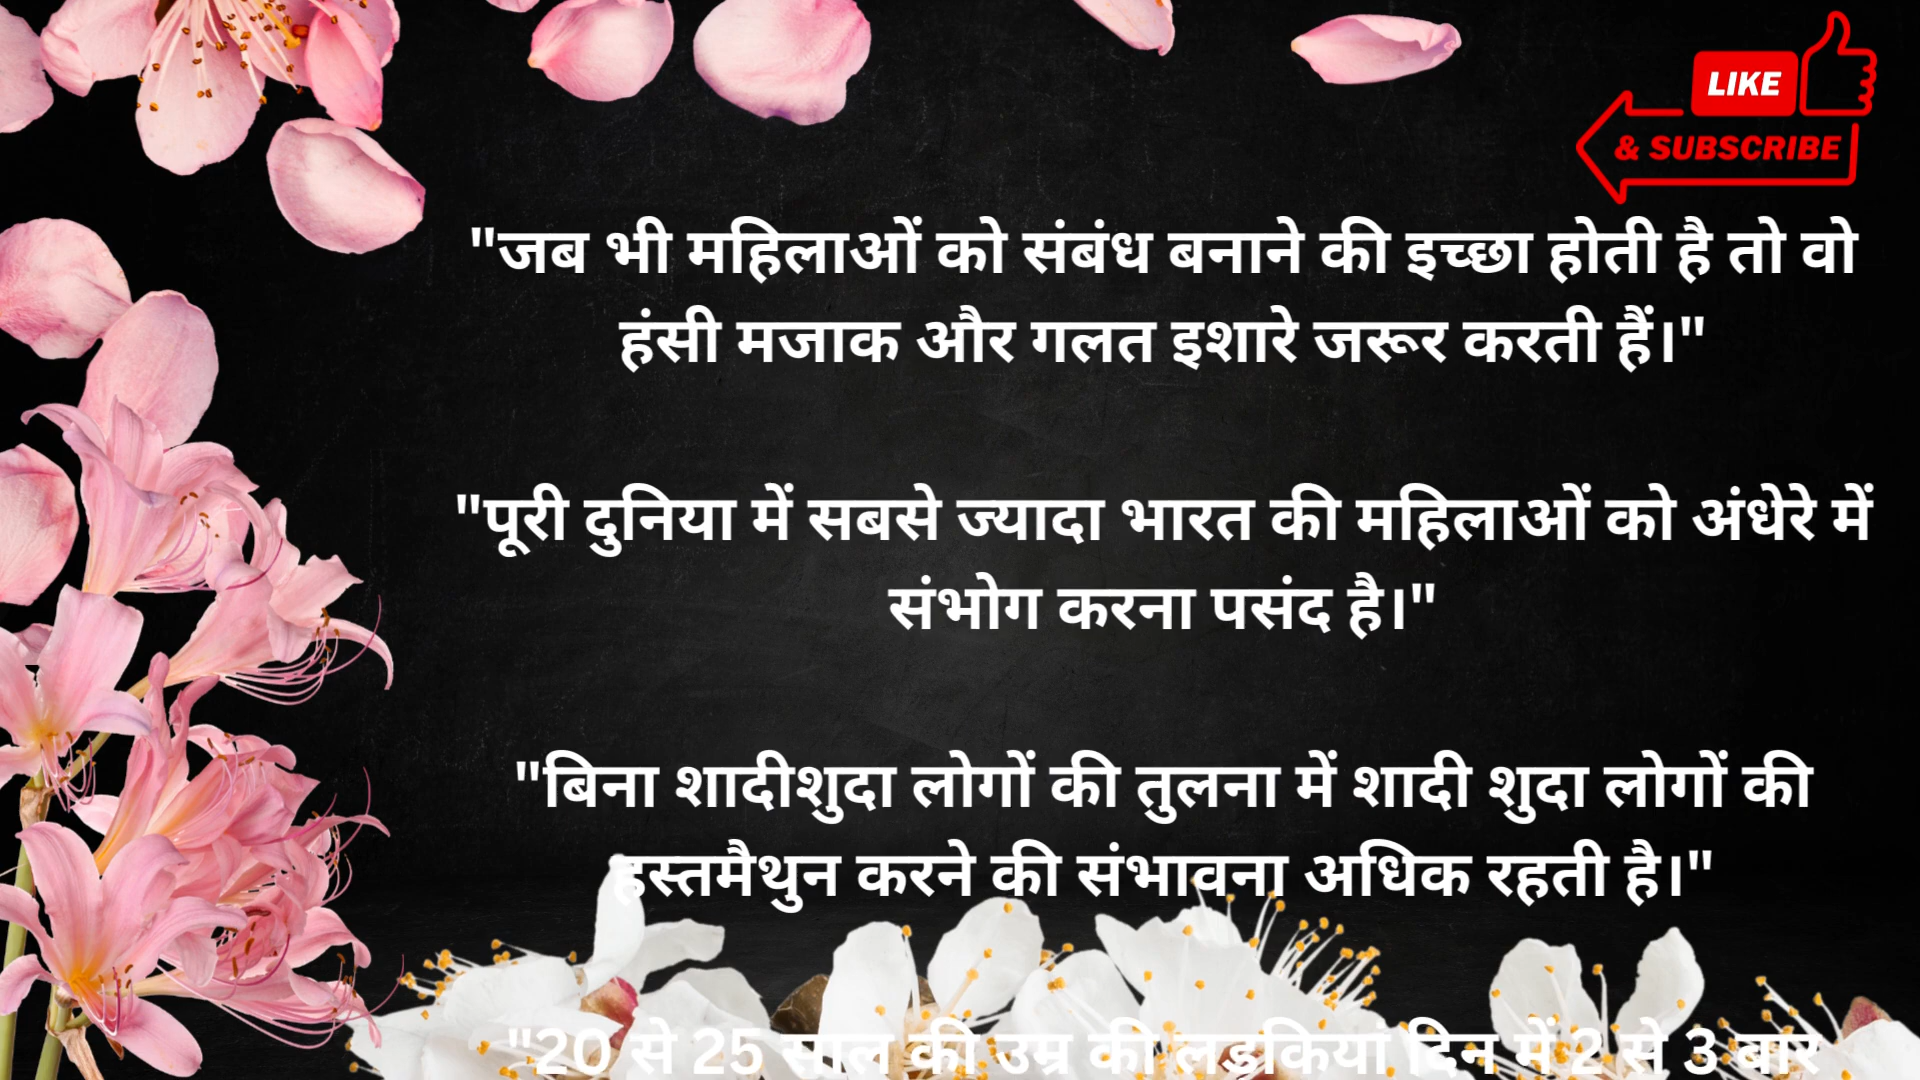 LIKE
& SUBSCRIBE
"जब भी महिलाओं को संबंध बनाने की इच्छा होती है तो वो
हंसी मजाक और गलत इशारे जरूर करती हैं।"
"पूरी दुनिया में सबसे ज्यादा भारत की महिलाओं को अंधेरे में
संभोग करना पसंद है।"
"बिना शादीशुदा लोगों की तुलना में शादी शुदा लोगों की
हस्तमैथुन करने की संभावना अधिक रहती है।"
"20 से 25 साल की उम्र की लड़कियां दिन में 2 से 3 बार